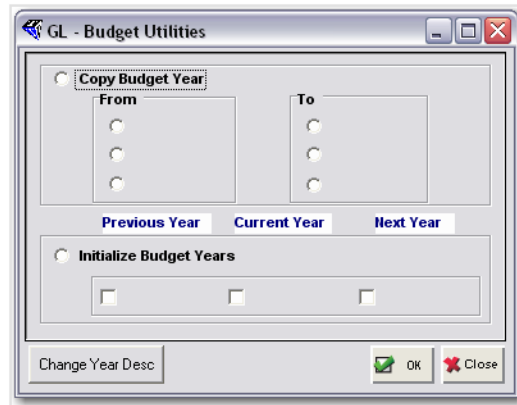 GL - Budget Utilities
Copy Budget Year
From To
Previous Year Current Year Next Year
Initialize Budget Years
Change Year Desc OK Close